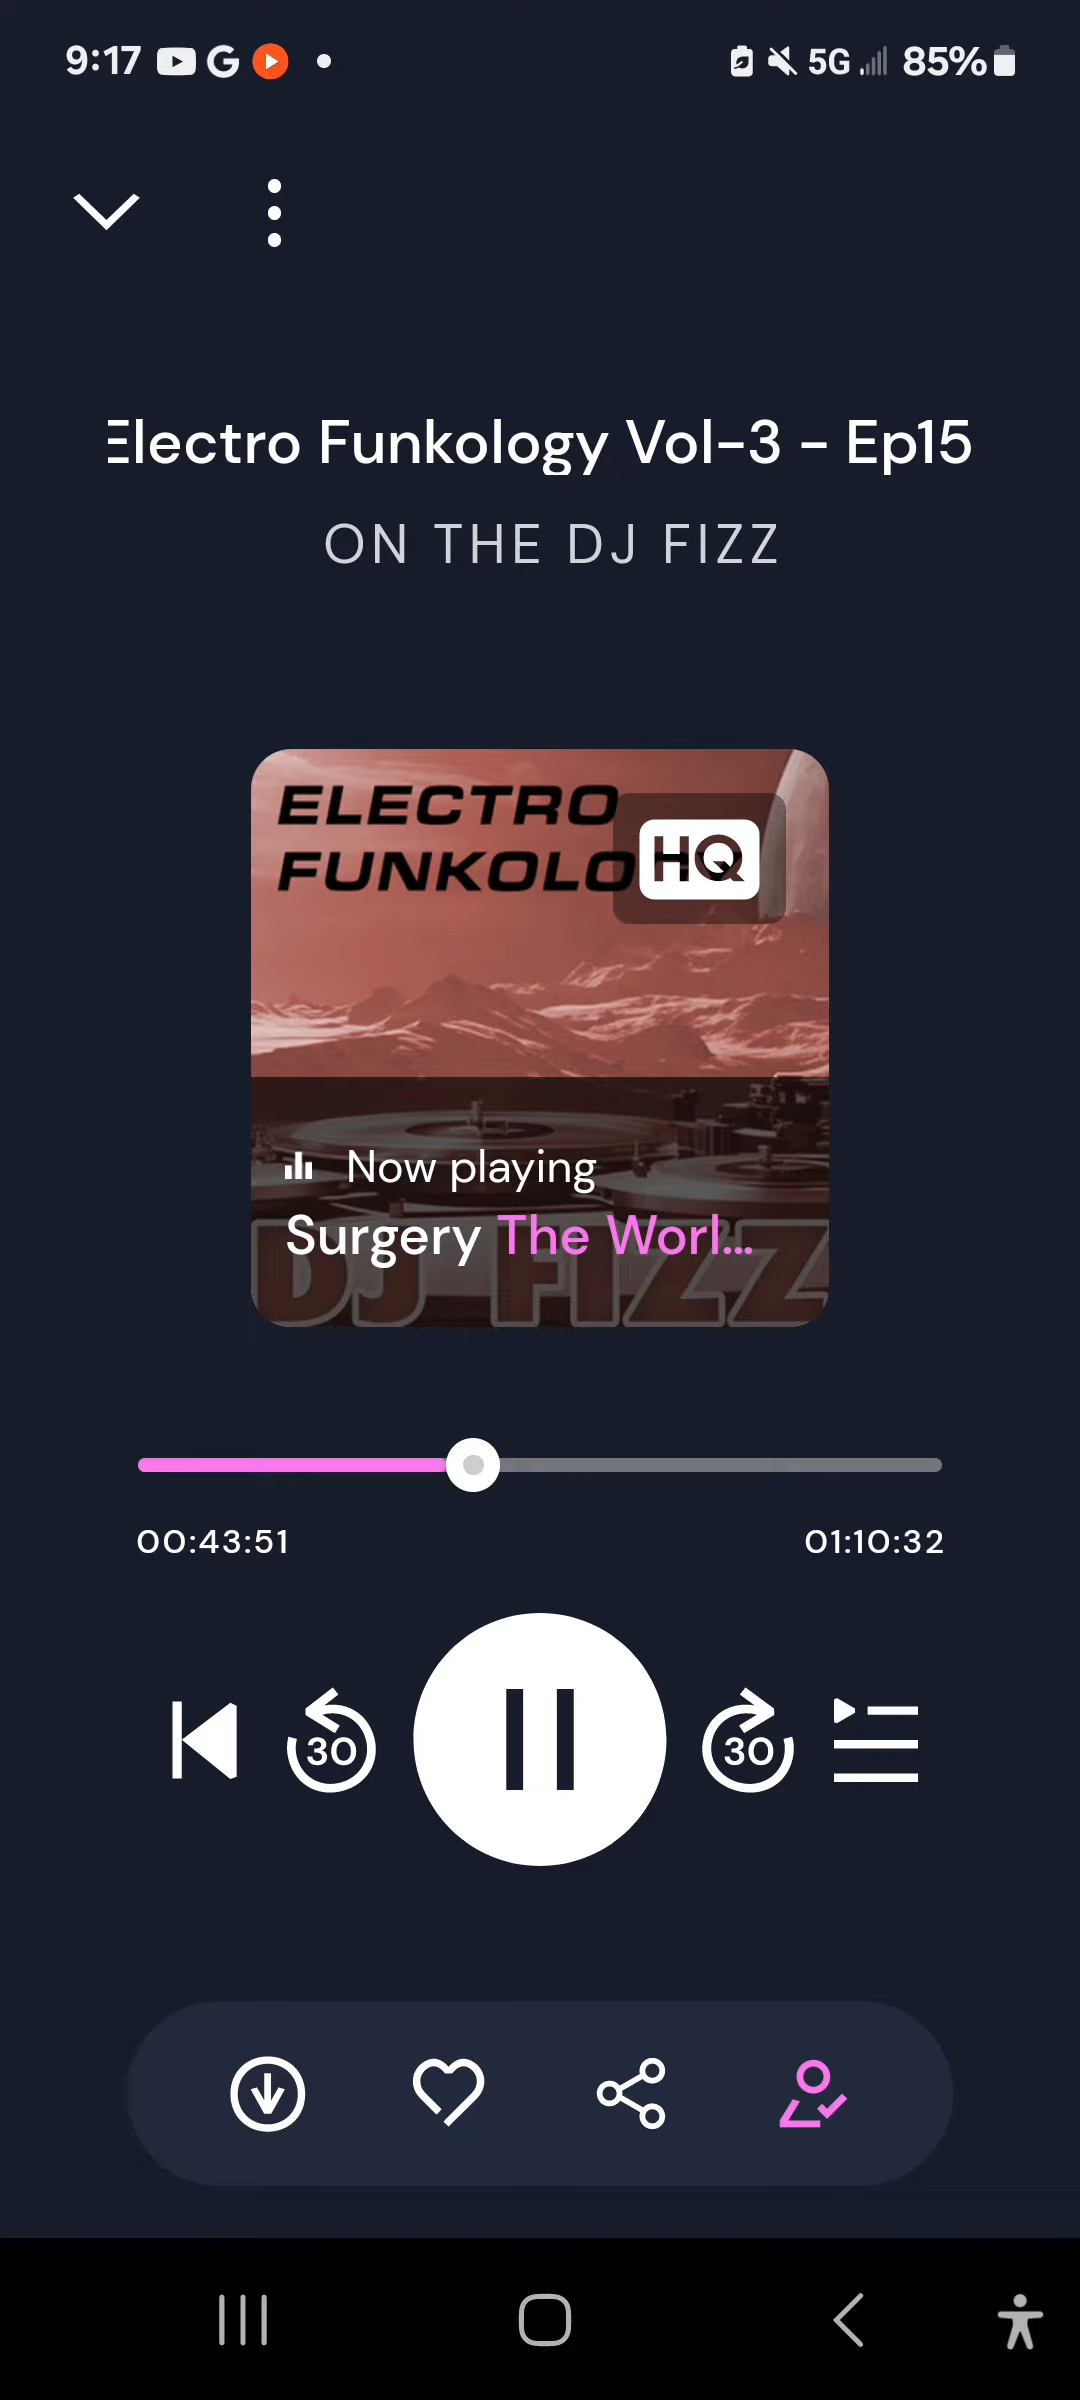 9:17
5G
85%
Electro Funkology Vol-3 - Ep15
ON THE DJ FIZZ
ELECTRO
FUNKOLO
HQ
Now playing
Surgery The Worl...
DJ FIZZ
00:43:51
01:10:32
30
30